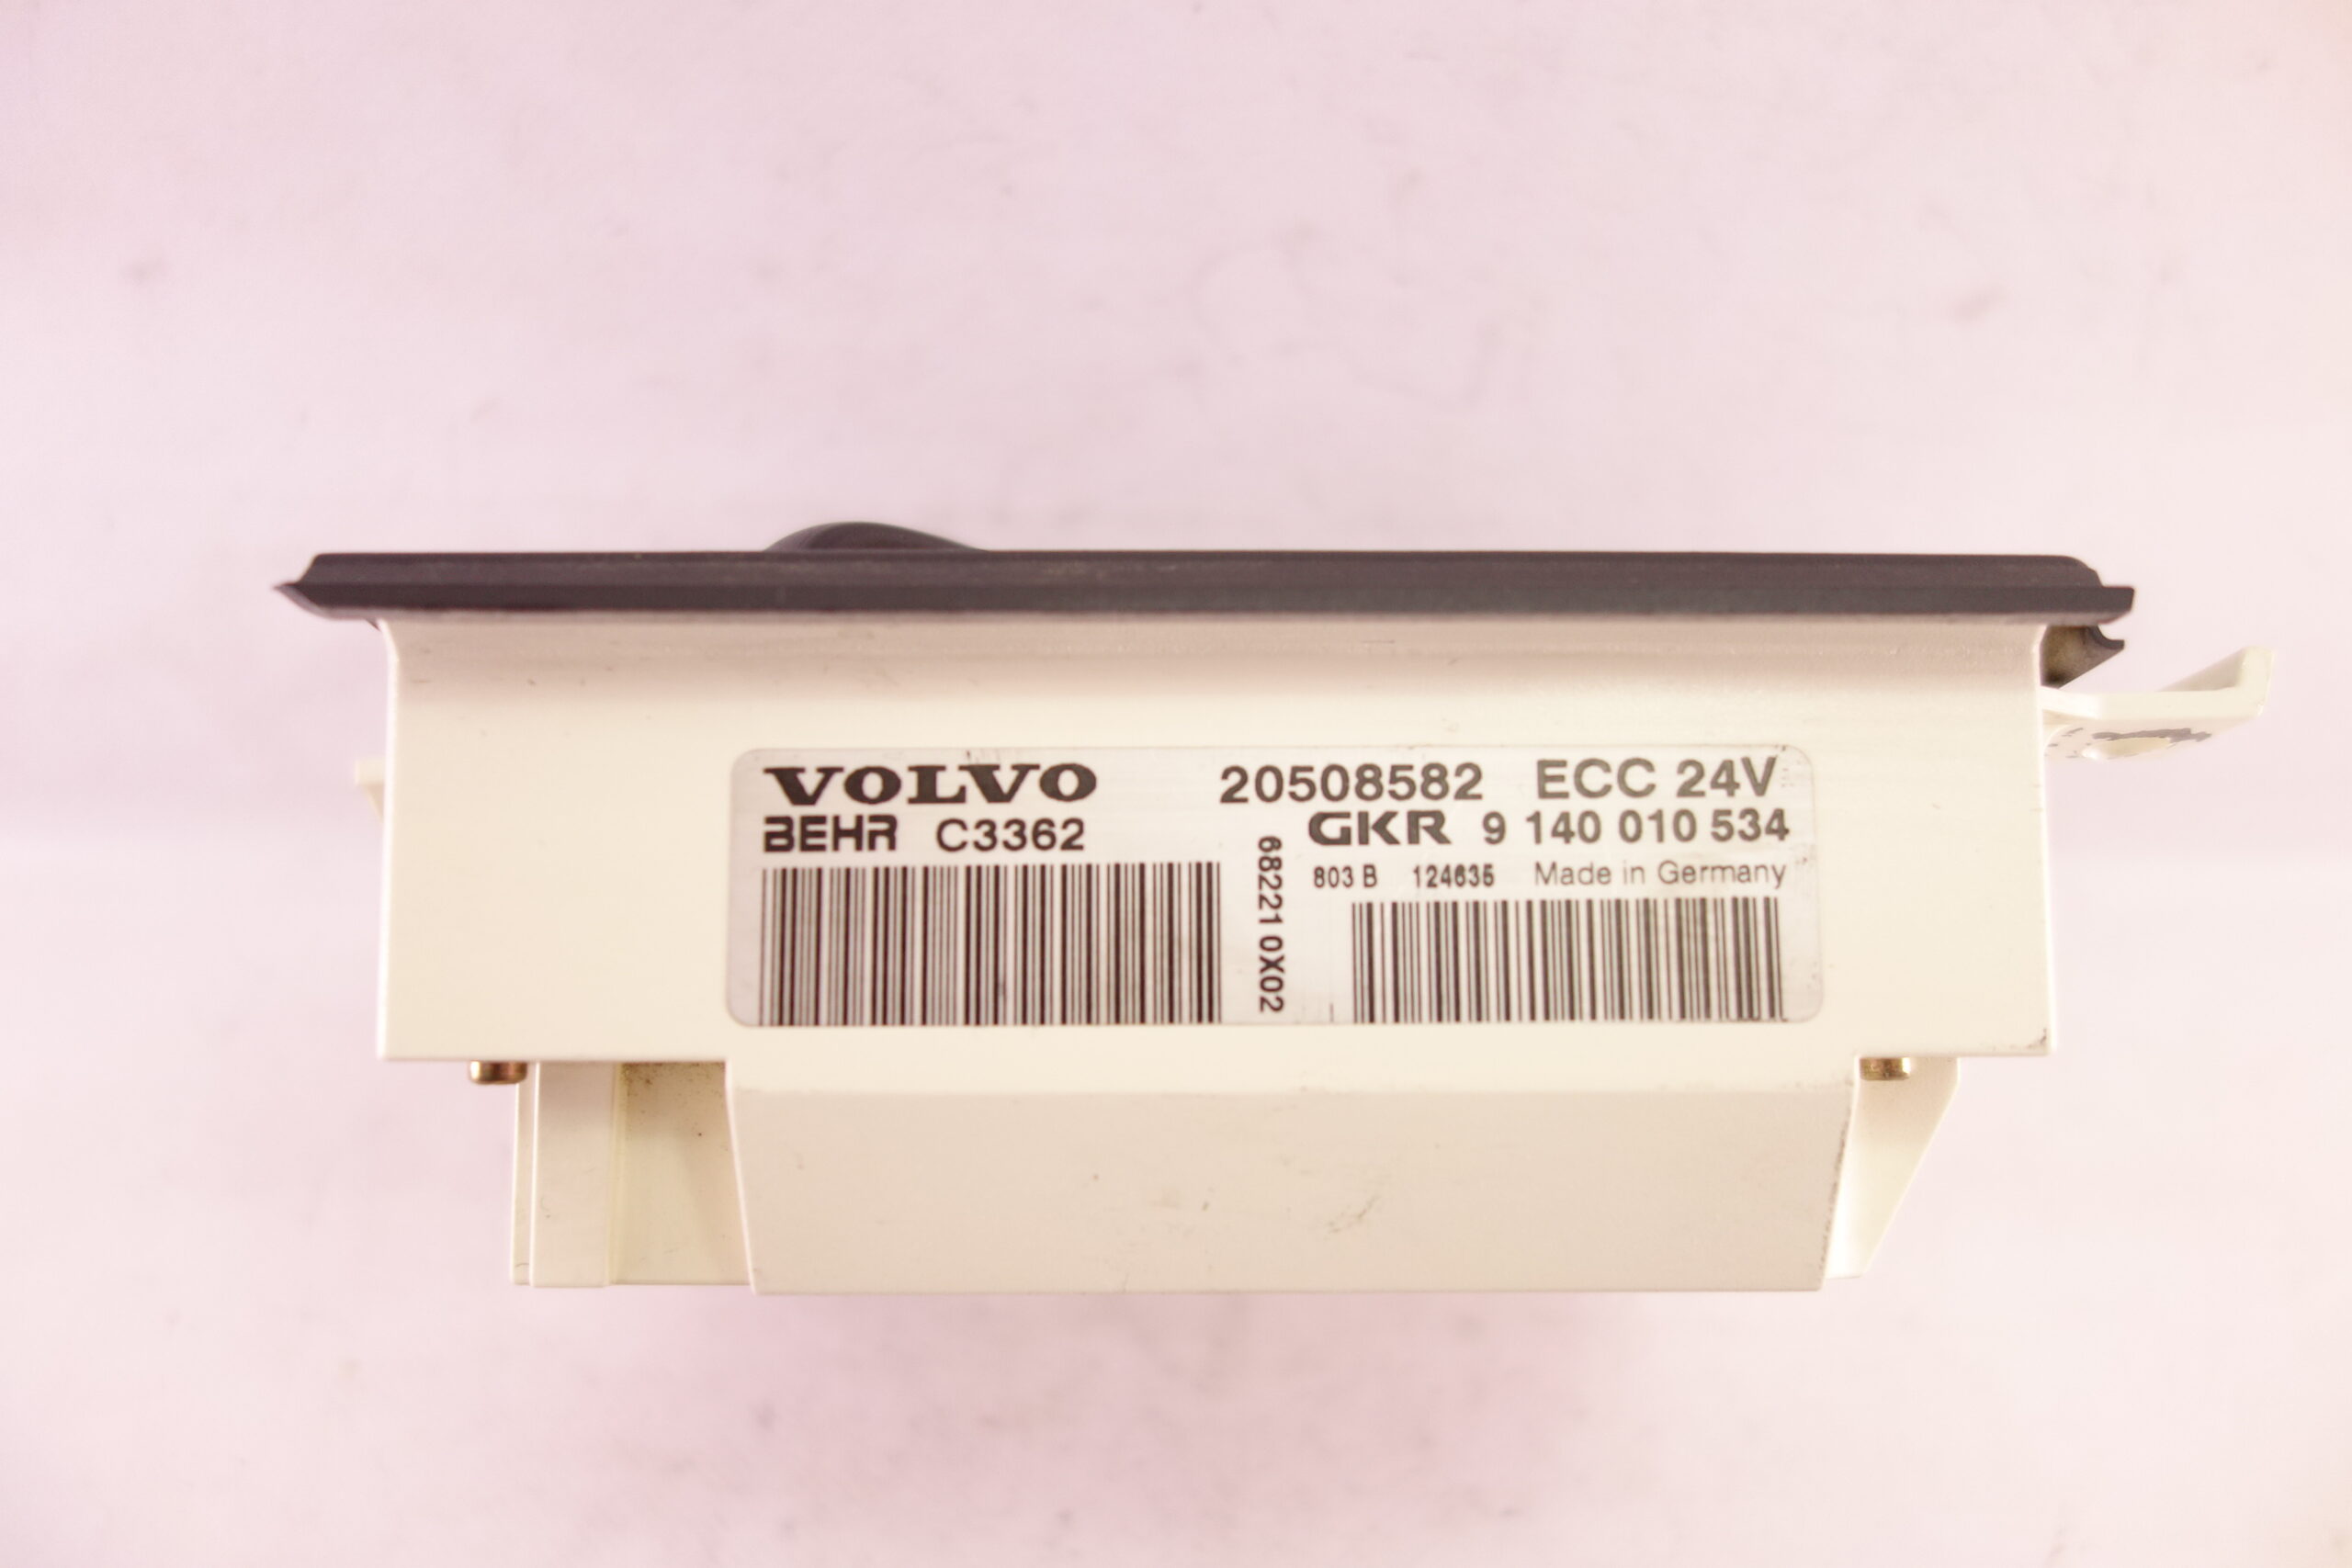 VOLVO 20508582 ECC 24V
BEHR C3362 GKR 9 140 010 534
803 B 124635 Made in Germany
68221 0X02